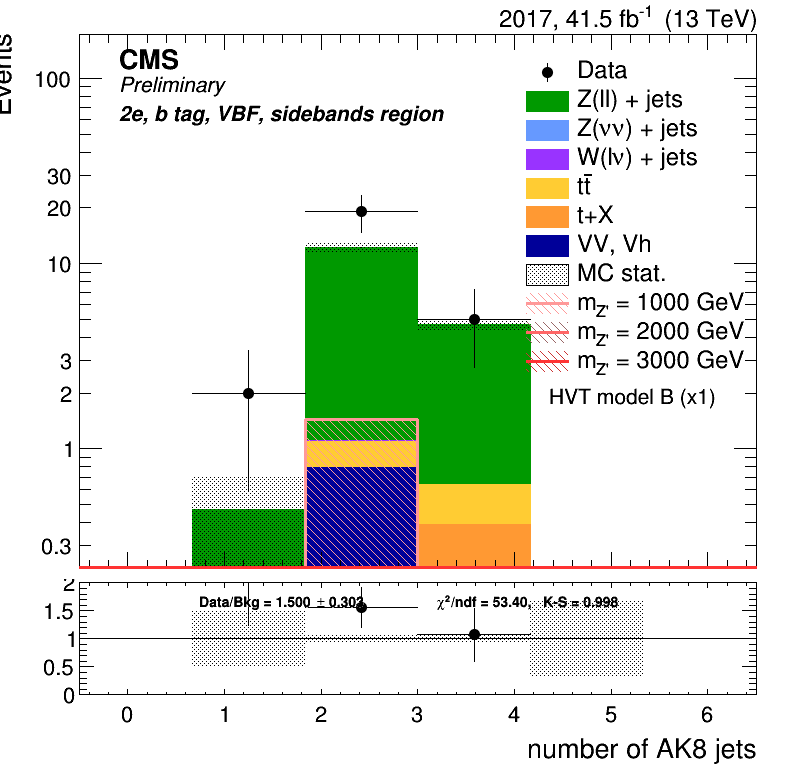 2017, 41.5 fb⁻¹ (13 TeV)
Events
CMS
Preliminary
2e, b tag, VBF, sidebands region
Data
Z(ll) + jets
Z(νν) + jets
W(lν) + jets
tt̄
t+X
VV, Vh
MC stat.
m_Z' = 1000 GeV
m_Z' = 2000 GeV
m_Z' = 3000 GeV
HVT model B (x1)
100
30
20
10
3
2
1
0.3
Data/Bkg = 1.500 ± 0.303
χ²/ndf = 53.40, K-S = 0.998
2
1.5
1
0.5
0
0 1 2 3 4 5 6
number of AK8 jets